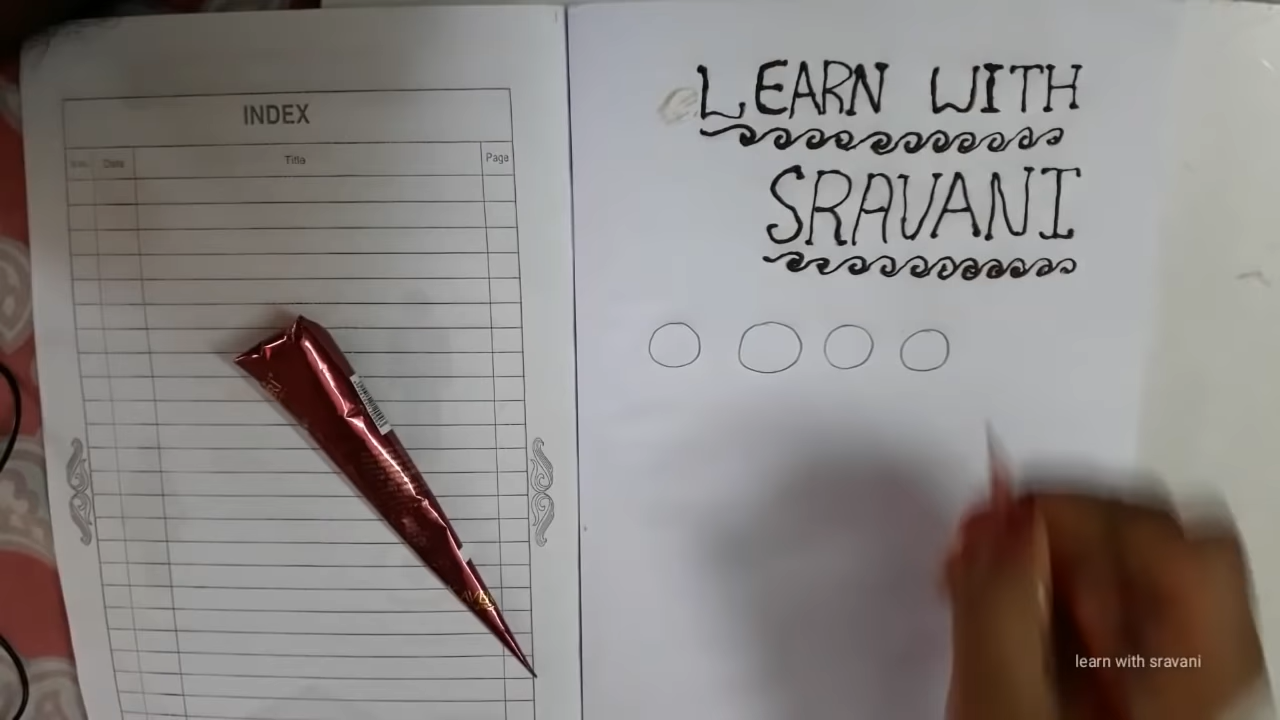 INDEX
Date Title Page
LEARN WITH
SRAVANI
learn with sravani